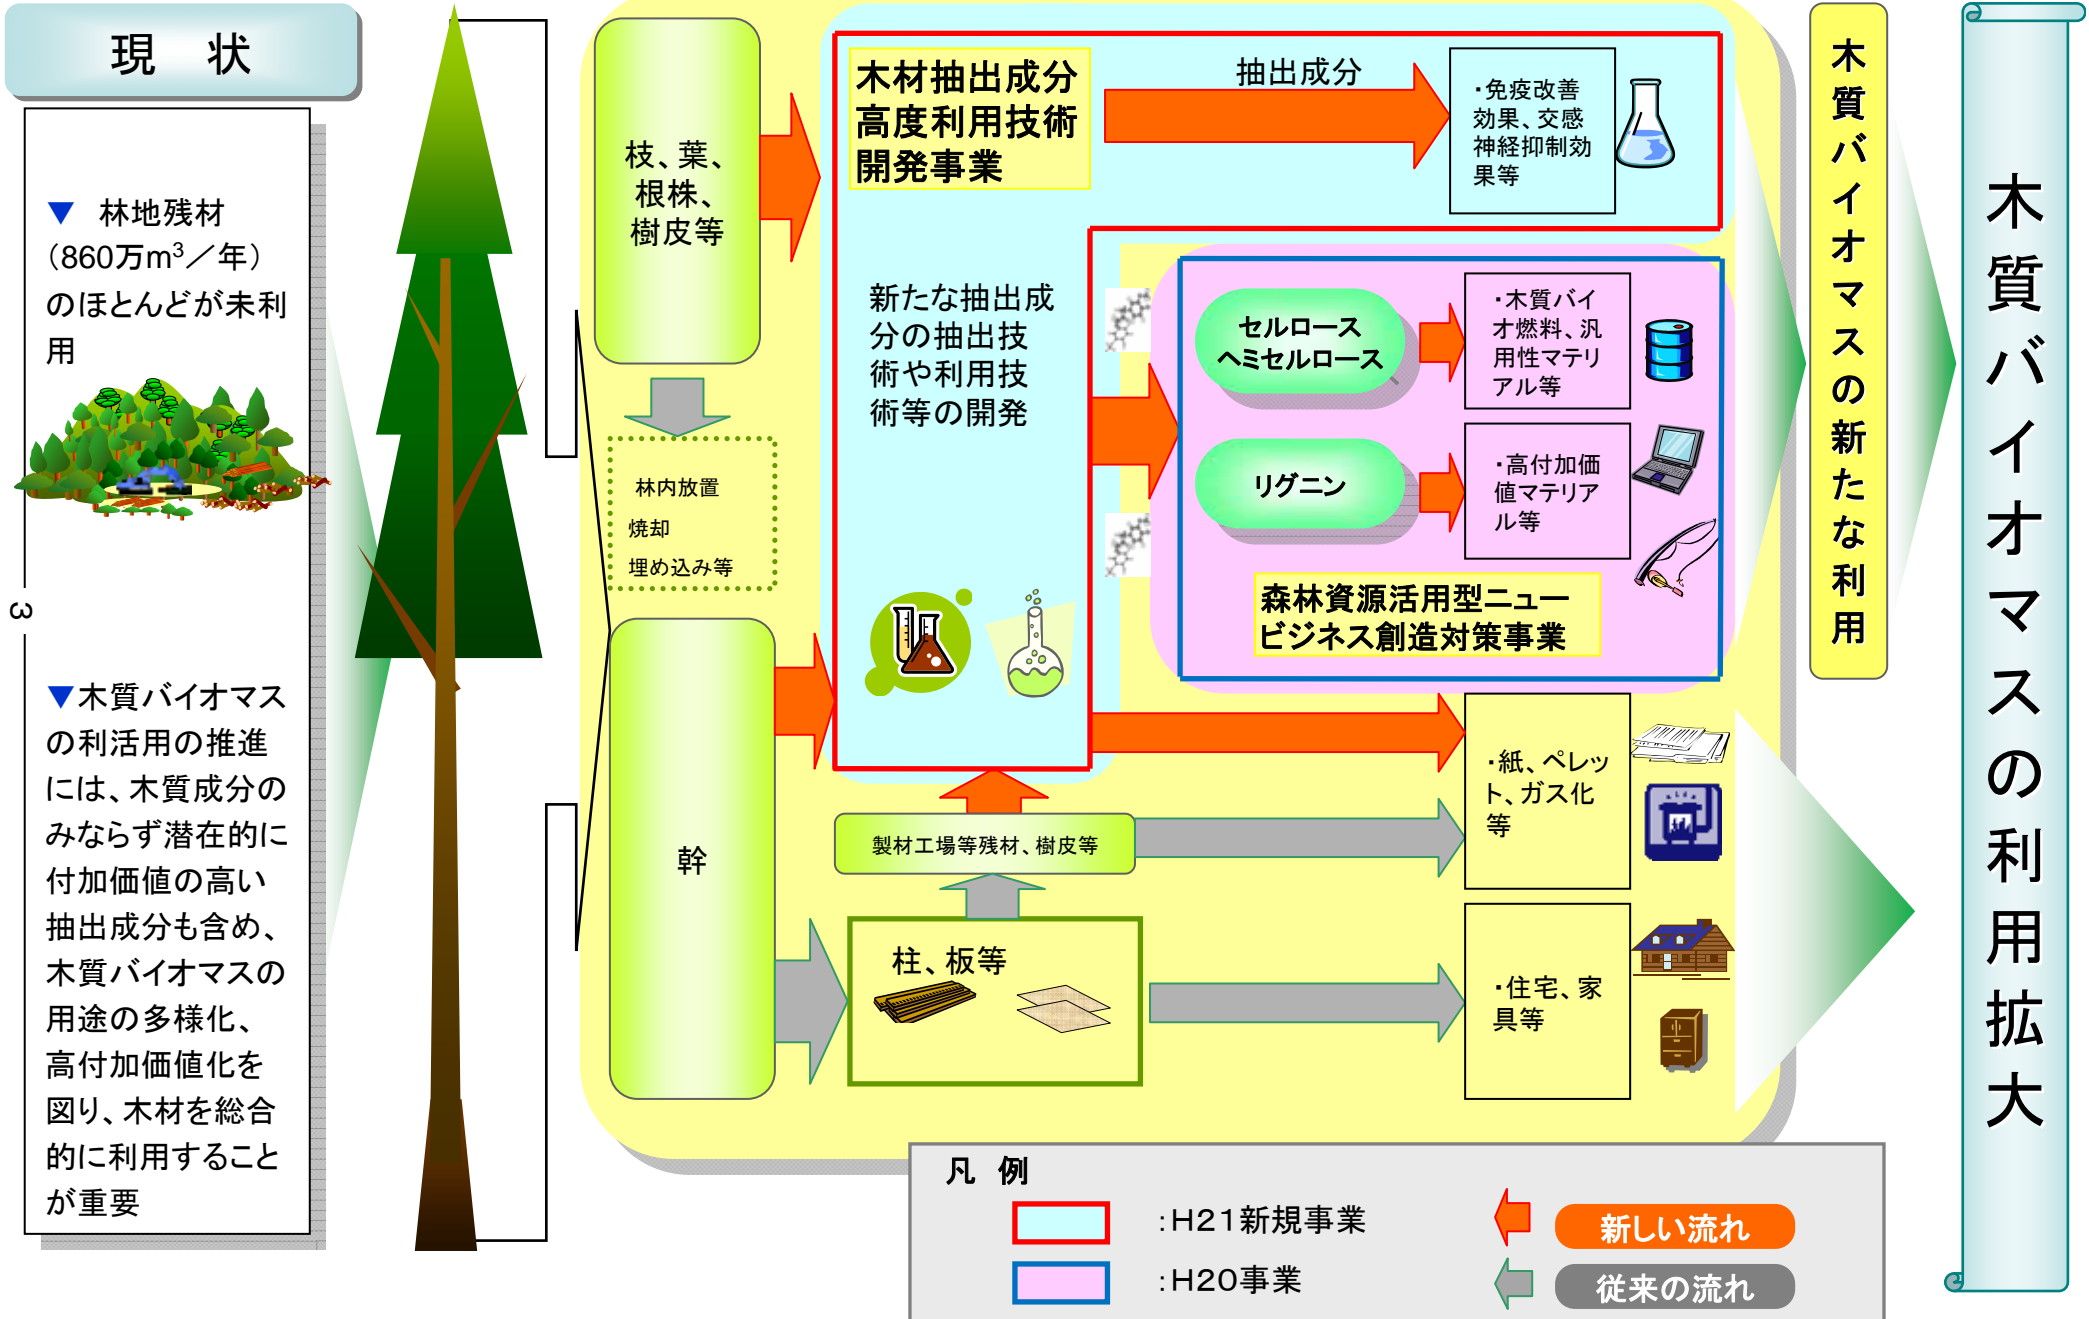 現　状
▼　林地残材
（860万m³／年）
のほとんどが未利
用
▼木質バイオマス
の利活用の推進
には、木質成分の
みならず潜在的に
付加価値の高い
抽出成分も含め、
木質バイオマスの
用途の多様化、
高付加価値化を
図り、木材を総合
的に利用すること
が重要
3
枝、葉、
根株、
樹皮等
林内放置
焼却
埋め込み等
幹
木材抽出成分
高度利用技術
開発事業
抽出成分
・免疫改善
効果、交感
神経抑制効
果等
新たな抽出成
分の抽出技
術や利用技
術等の開発
セルロース
ヘミセルロース
・木質バイ
オ燃料、汎
用性マテリ
アル等
リグニン
・高付加価
値マテリア
ル等
森林資源活用型ニュー
ビジネス創造対策事業
製材工場等残材、樹皮等
・紙、ペレッ
ト、ガス化
等
柱、板等
・住宅、家
具等
木質バイオマスの新たな利用
木質バイオマスの利用拡大
凡　例
：H21新規事業
新しい流れ
：H20事業
従来の流れ